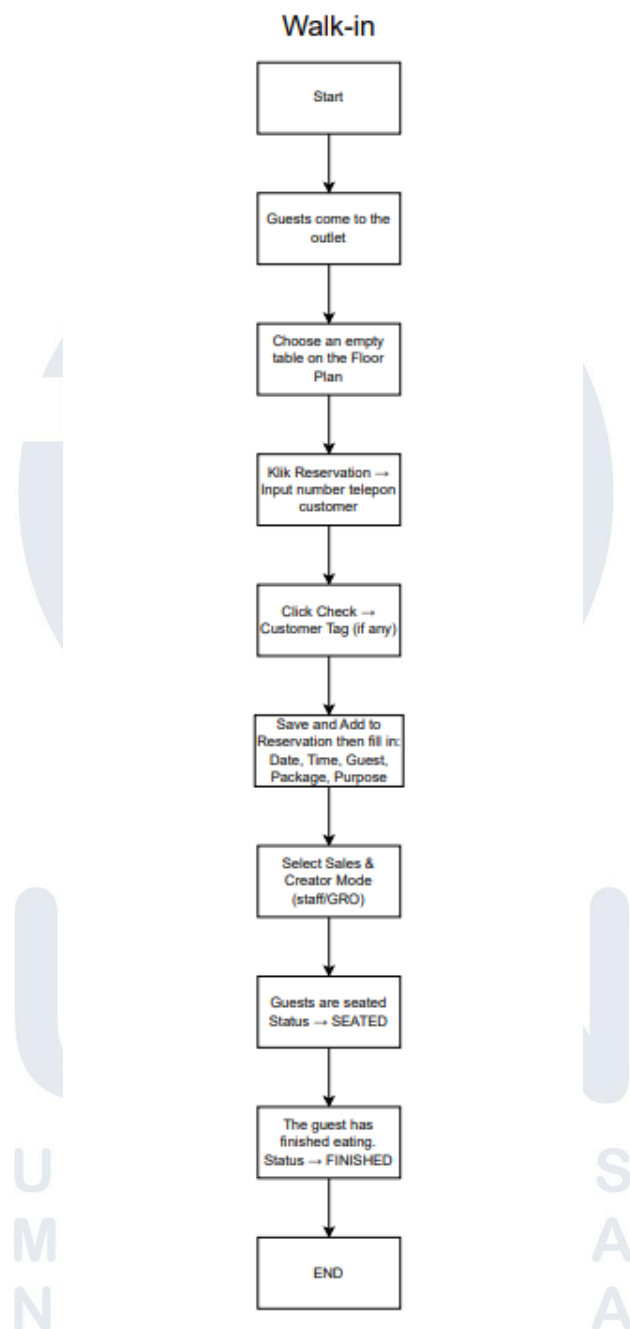 Walk-in
Start
Guests come to the
outlet
Choose an empty
table on the Floor
Plan
Klik Reservation →
Input number telepon
customer
Click Check →
Customer Tag (if any)
Save and Add to
Reservation then fill in:
Date, Time, Guest,
Package, Purpose
Select Sales &
Creator Mode
(staff/GRO)
Guests are seated
Status → SEATED
The guest has
finished eating.
Status → FINISHED
END
U S
M A
N A